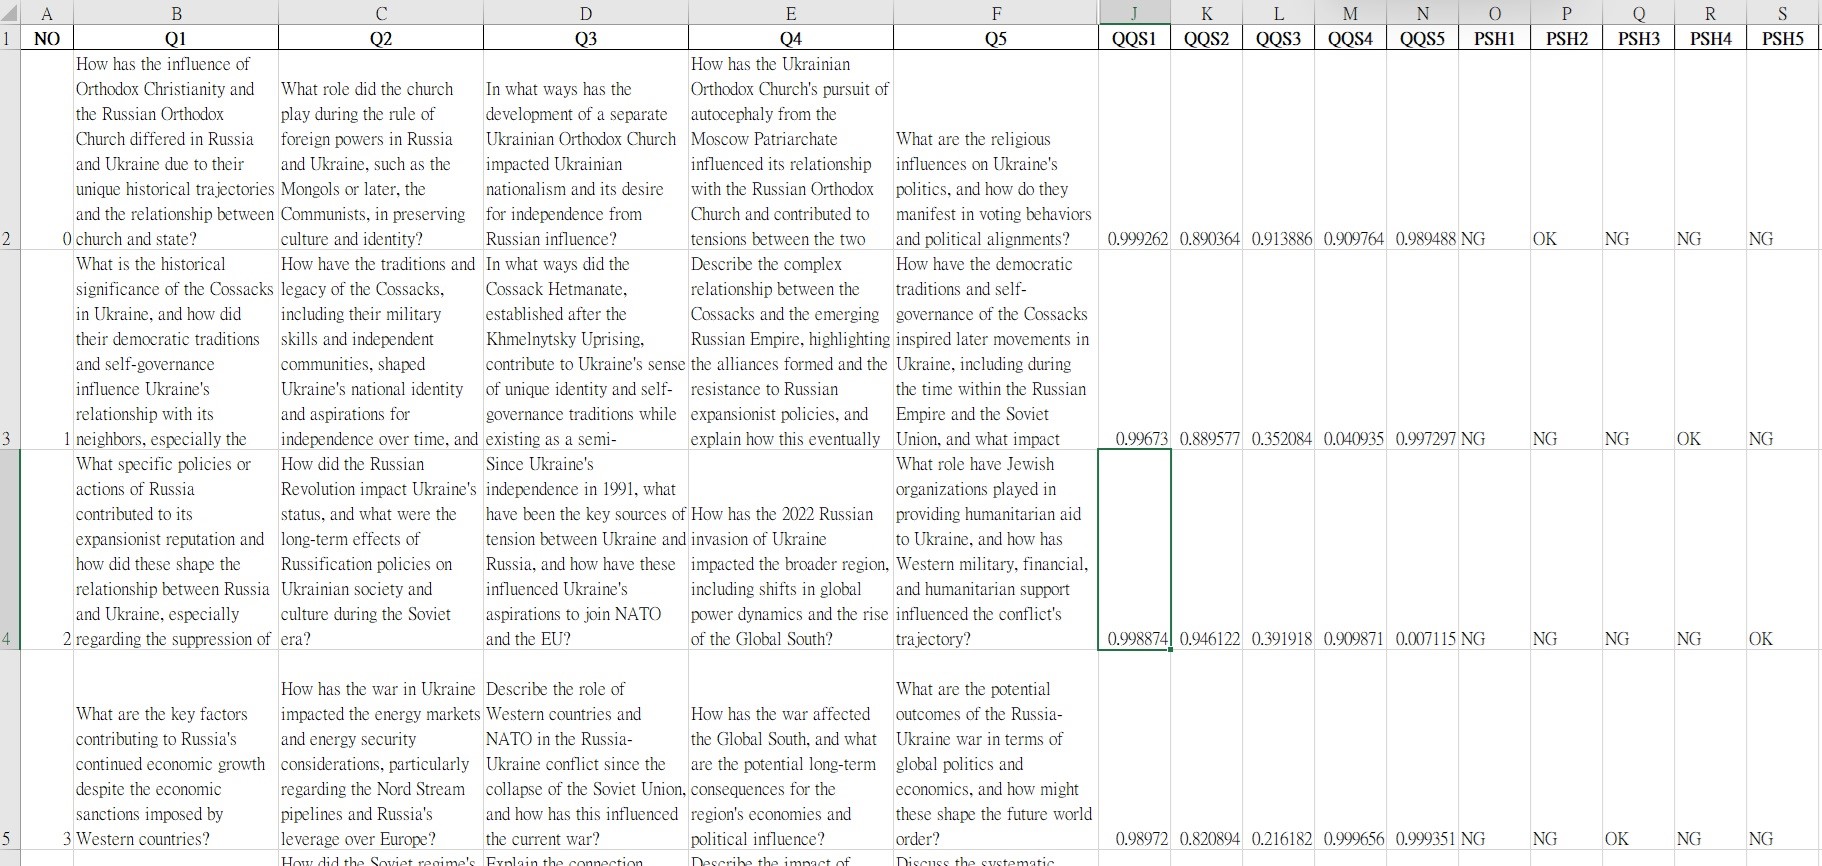 A B C D E F J K L M N O P Q R S
1 NO Q1 Q2 Q3 Q4 Q5 QQS1 QQS2 QQS3 QQS4 QQS5 PSH1 PSH2 PSH3 PSH4 PSH5
How has the influence of
Orthodox Christianity and
the Russian Orthodox
Church differed in Russia
and Ukraine due to their
unique historical trajectories
and the relationship between
church and state?
What role did the church
play during the rule of
foreign powers in Russia
and Ukraine, such as the
Mongols or later, the
Communists, in preserving
culture and identity?
In what ways has the
development of a separate
Ukrainian Orthodox Church
impacted Ukrainian
nationalism and its desire
for independence from
Russian influence?
How has the Ukrainian
Orthodox Church's pursuit of
autocephaly from the
Moscow Patriarchate
influenced its relationship
with the Russian Orthodox
Church and contributed to
tensions between the two
What are the religious
influences on Ukraine's
politics, and how do they
manifest in voting behaviors
and political alignments?
2 0 0.999262 0.890364 0.913886 0.909764 0.989488 NG OK NG NG NG
What is the historical
significance of the Cossacks
in Ukraine, and how did
their democratic traditions
and self-governance
influence Ukraine's
relationship with its
neighbors, especially the
How have the traditions and
legacy of the Cossacks,
including their military
skills and independent
communities, shaped
Ukraine's national identity
and aspirations for
independence over time, and
In what ways did the
Cossack Hetmanate,
established after the
Khmelnytsky Uprising,
contribute to Ukraine's sense
of unique identity and self-
governance traditions while
existing as a semi-
Describe the complex
relationship between the
Cossacks and the emerging
Russian Empire, highlighting
the alliances formed and the
resistance to Russian
expansionist policies, and
explain how this eventually
How have the democratic
traditions and self-
governance of the Cossacks
inspired later movements in
Ukraine, including during
the time within the Russian
Empire and the Soviet
Union, and what impact
3 1 0.99673 0.889577 0.352084 0.040935 0.997297 NG NG NG OK NG
What specific policies or
actions of Russia
contributed to its
expansionist reputation and
how did these shape the
relationship between Russia
and Ukraine, especially
regarding the suppression of
How did the Russian
Revolution impact Ukraine's
status, and what were the
long-term effects of
Russification policies on
Ukrainian society and
culture during the Soviet
era?
Since Ukraine's
independence in 1991, what
have been the key sources of
tension between Ukraine and
Russia, and how have these
influenced Ukraine's
aspirations to join NATO
and the EU?
How has the 2022 Russian
invasion of Ukraine
impacted the broader region,
including shifts in global
power dynamics and the rise
of the Global South?
What role have Jewish
organizations played in
providing humanitarian aid
to Ukraine, and how has
Western military, financial,
and humanitarian support
influenced the conflict's
trajectory?
4 2 0.998874 0.946122 0.391918 0.909871 0.007115 NG NG NG NG OK
What are the key factors
contributing to Russia's
continued economic growth
despite the economic
sanctions imposed by
Western countries?
How has the war in Ukraine
impacted the energy markets
and energy security
considerations, particularly
regarding the Nord Stream
pipelines and Russia's
leverage over Europe?
Describe the role of
Western countries and
NATO in the Russia-
Ukraine conflict since the
collapse of the Soviet Union,
and how has this influenced
the current war?
How has the war affected
the Global South, and what
are the potential long-term
consequences for the
region's economies and
political influence?
What are the potential
outcomes of the Russia-
Ukraine war in terms of
global politics and
economics, and how might
these shape the future world
order?
5 3 0.98972 0.820894 0.216182 0.999656 0.999351 NG NG OK NG NG
How did the Soviet regime's
Explain the connection
Describe the impact of
Discuss the systematic